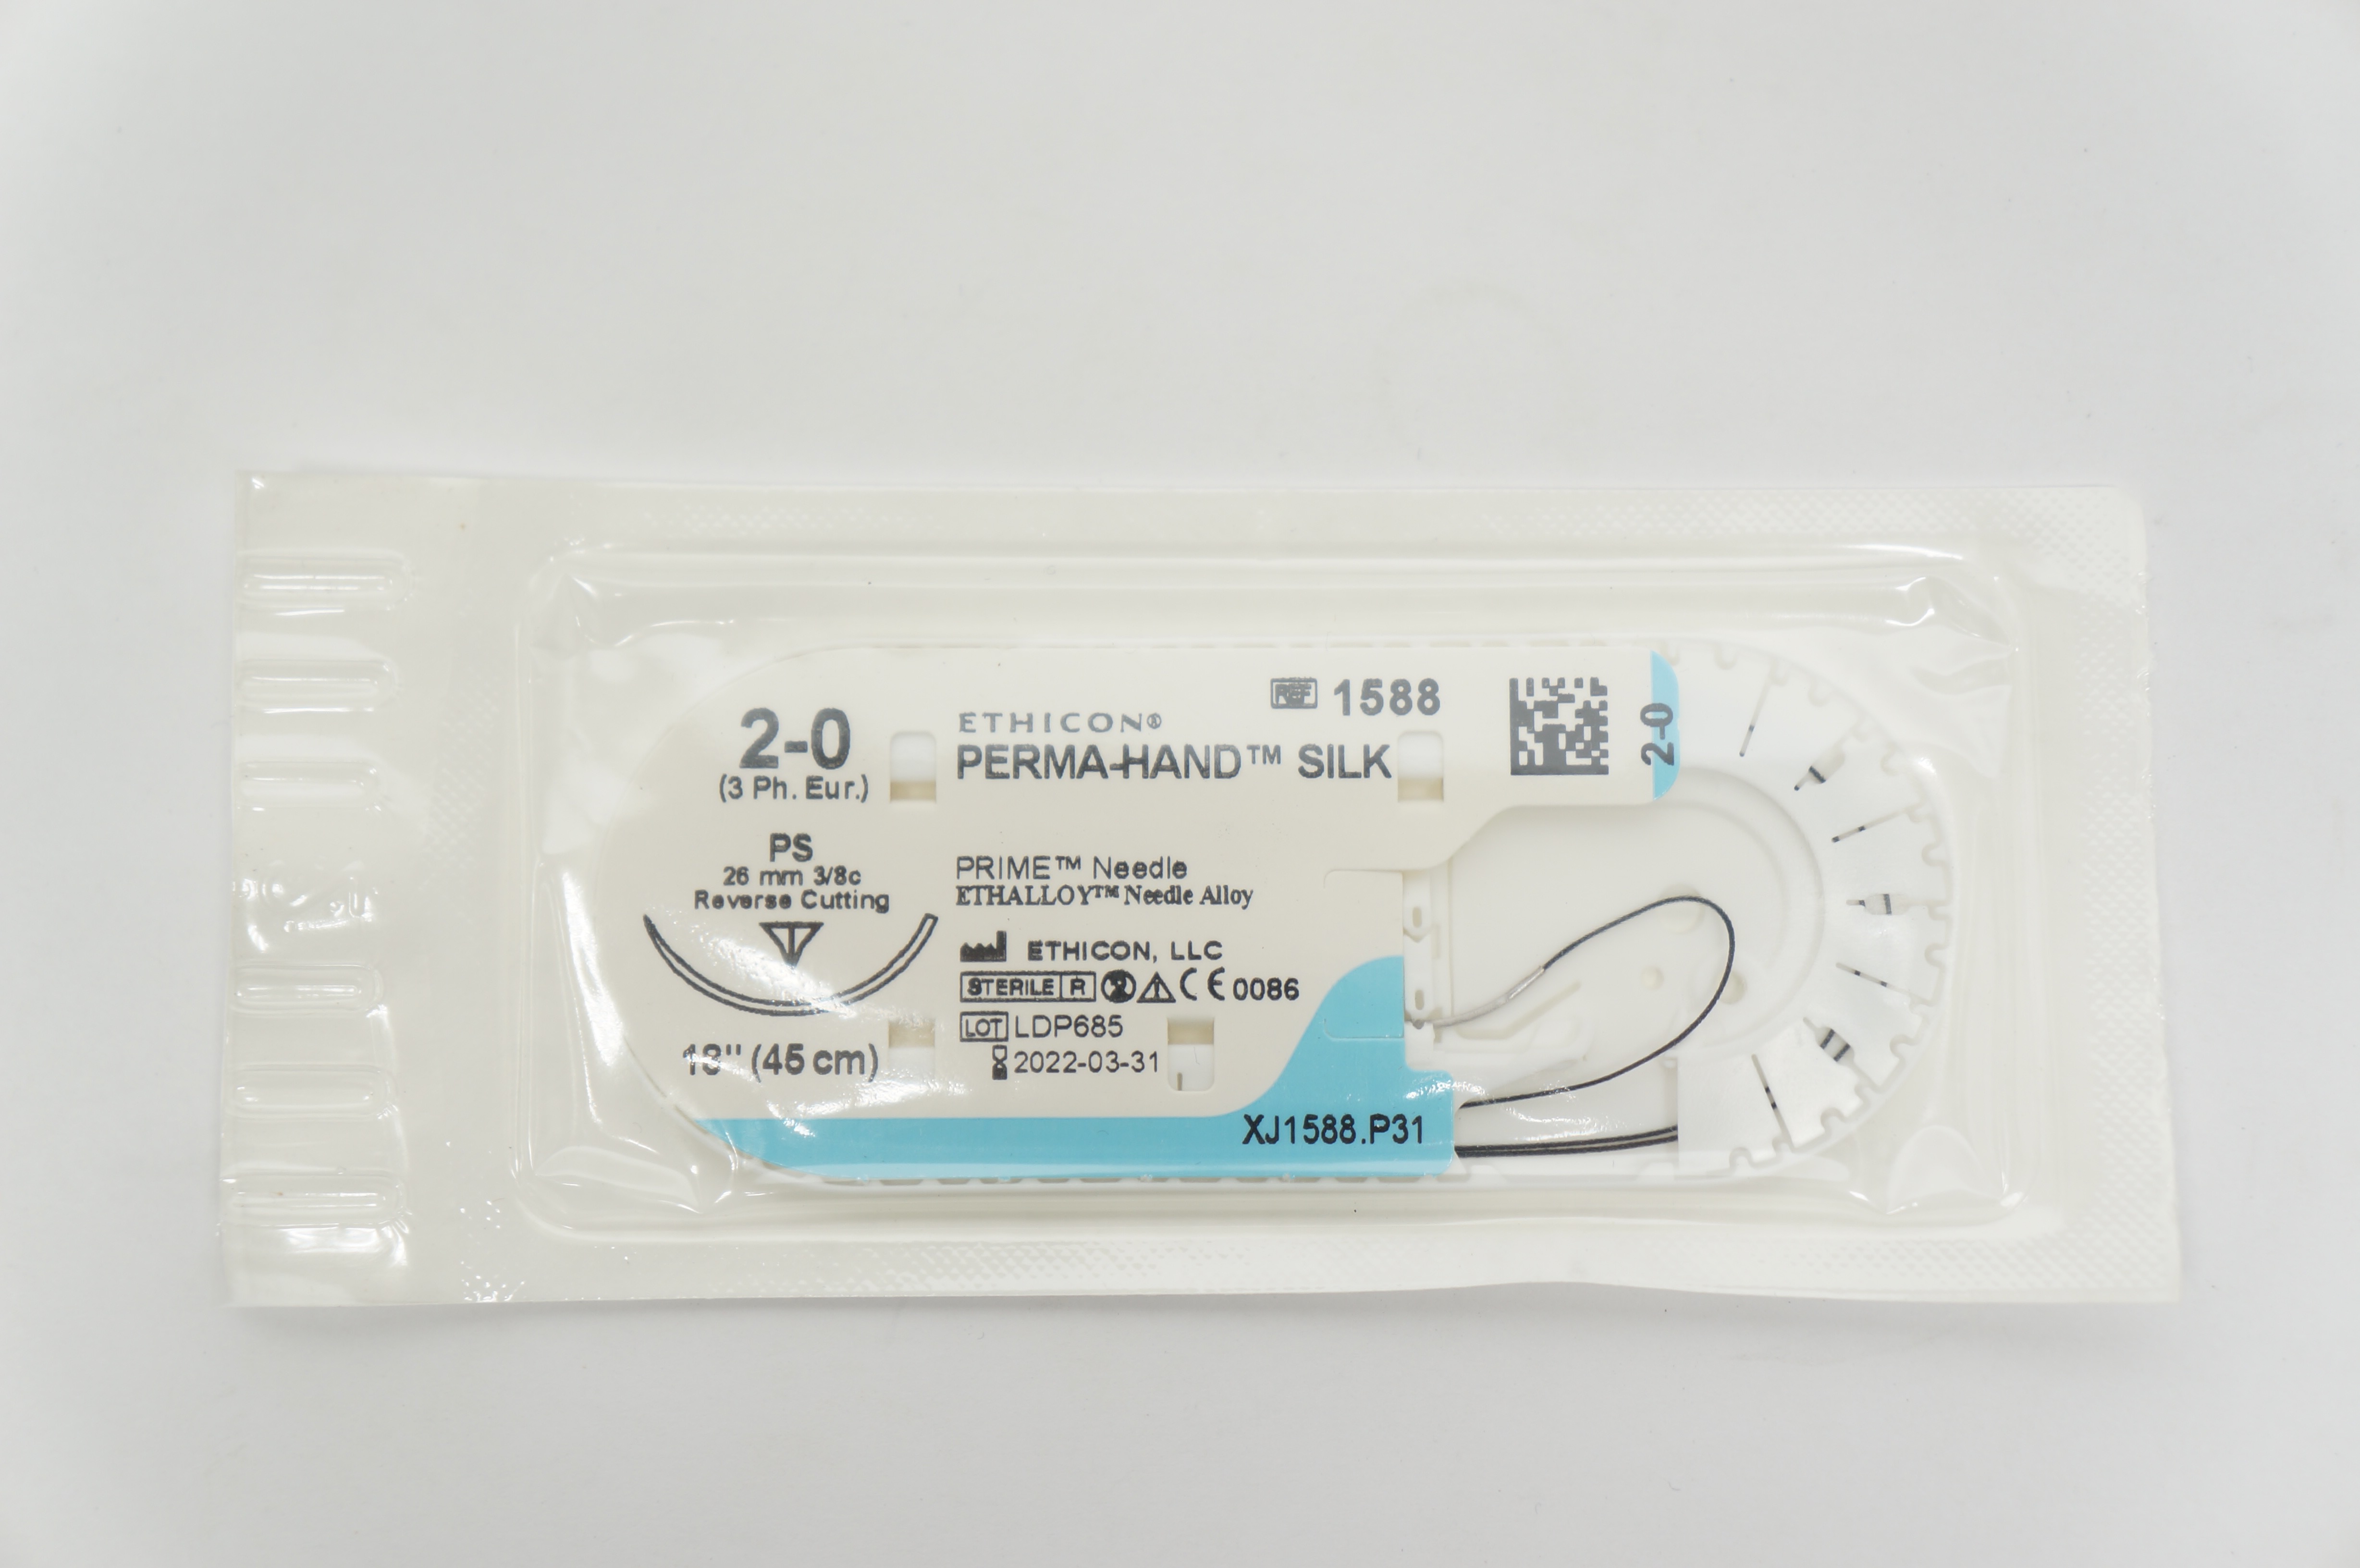 REF 1588
2-0
ETHICON®
PERMA-HAND™ SILK
2-0
(3 Ph. Eur.)
PS
26 mm 3/8c
Reverse Cutting
PRIME™ Needle
ETHALLOY™ Needle Alloy
ETHICON, LLC
STERILE R 2 CE 0086
LOT LDP685
2022-03-31
18" (45 cm)
XJ1588.P31